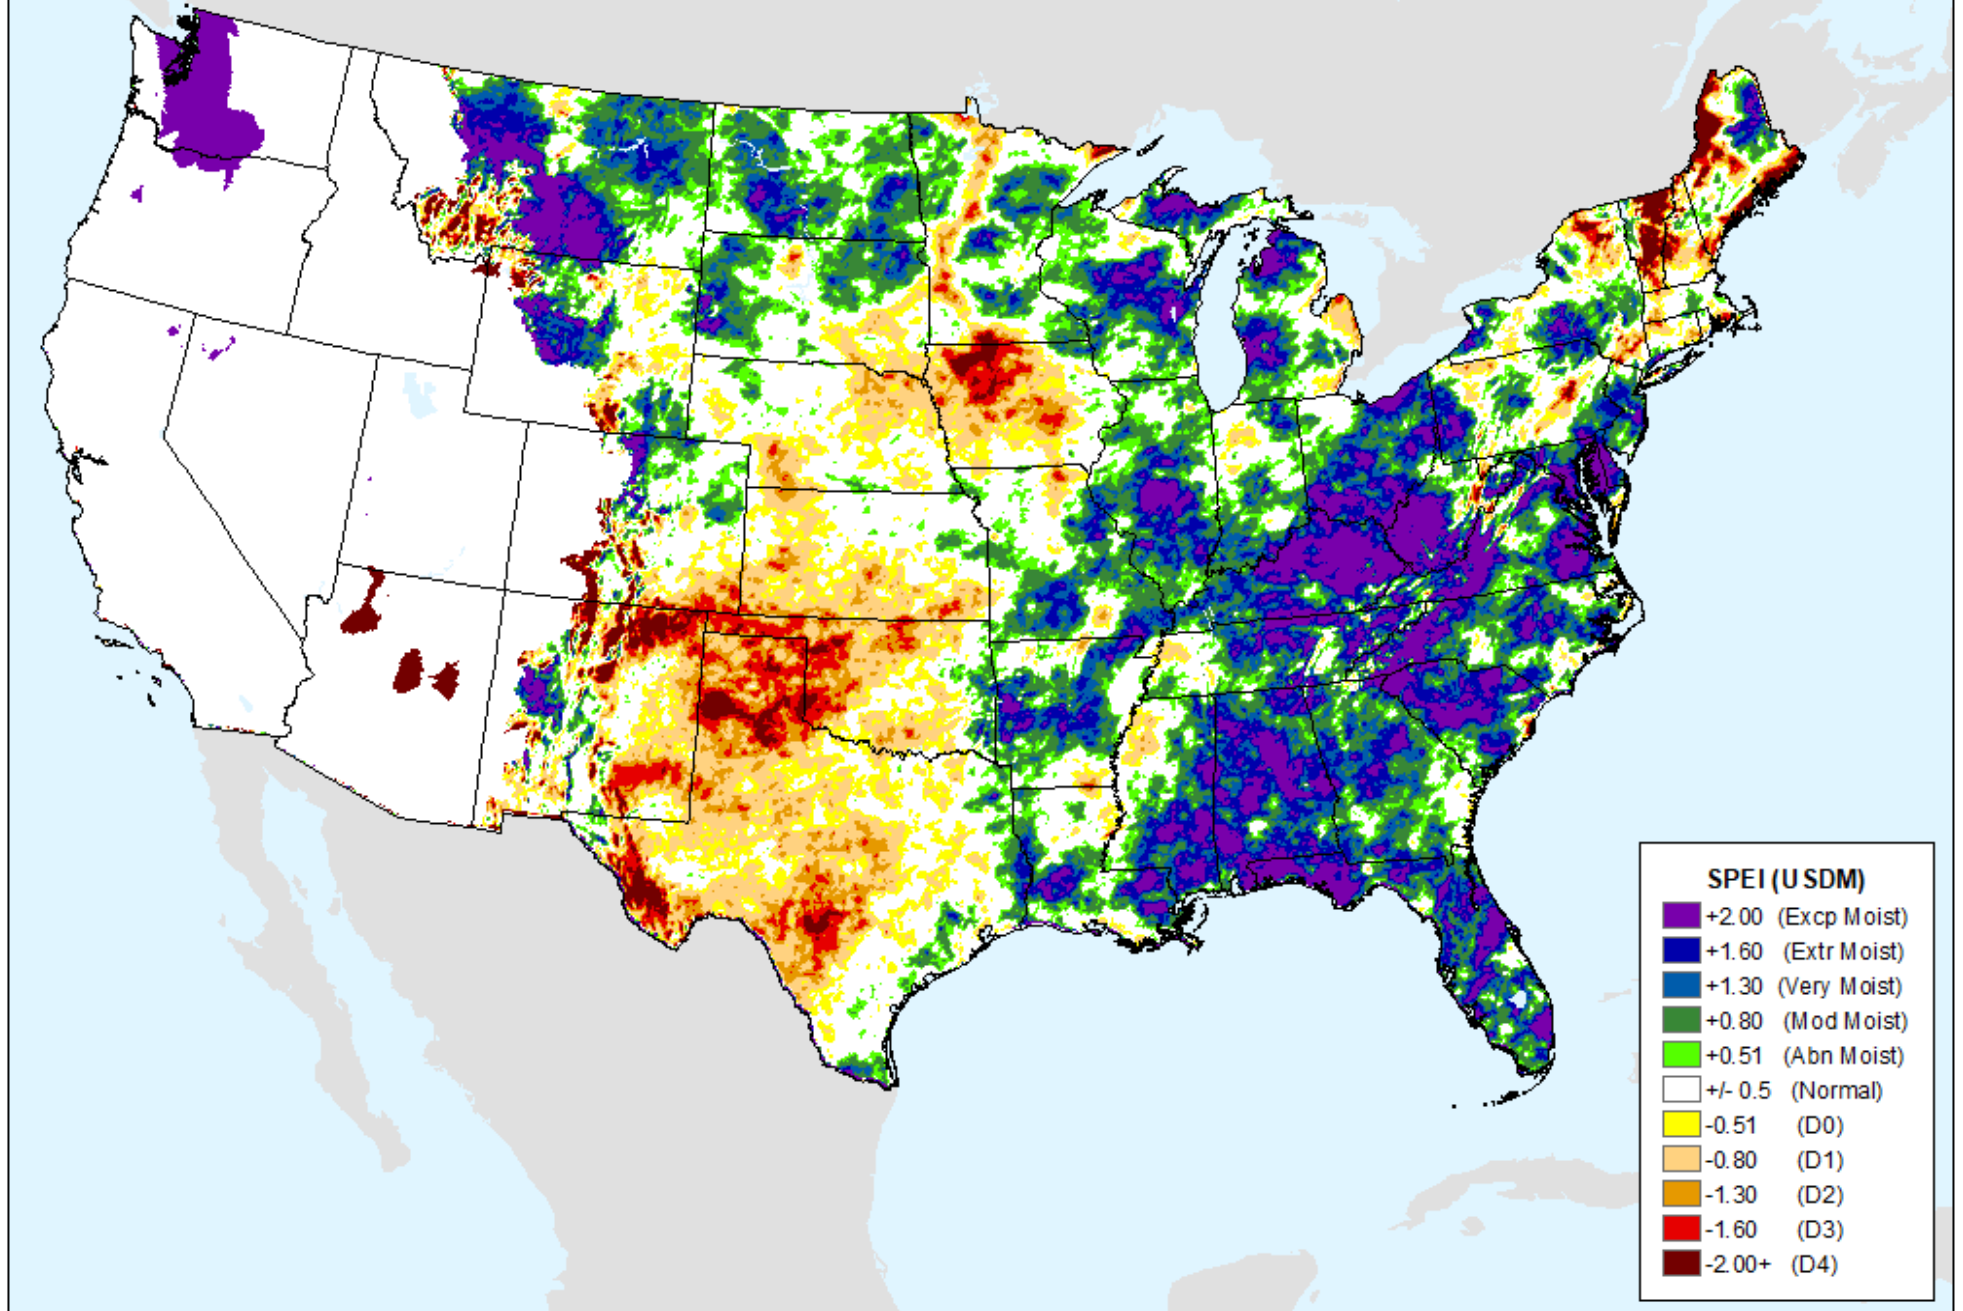 SPEI (USDM)
+2.00 (Excp Moist)
+1.60 (Extr Moist)
+1.30 (Very Moist)
+0.80 (Mod Moist)
+0.51 (Abn Moist)
+/- 0.5 (Normal)
-0.51 (D0)
-0.80 (D1)
-1.30 (D2)
-1.60 (D3)
-2.00+ (D4)